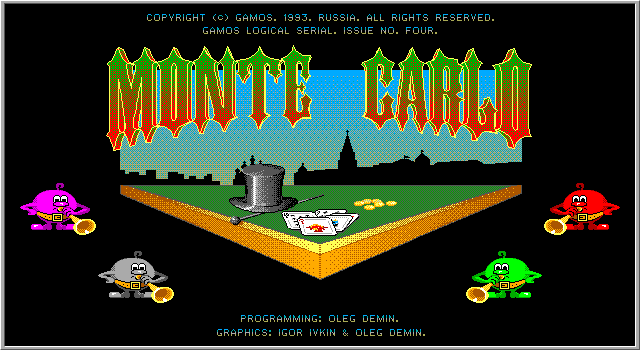 COPYRIGHT (C) GAMOS. 1993. RUSSIA. ALL RIGHTS RESERVED.
GAMOS LOGICAL SERIAL. ISSUE NO. FOUR.
MONTE CARLO
PROGRAMMING: OLEG DEMIN.
GRAPHICS: IGOR IVKIN & OLEG DEMIN.